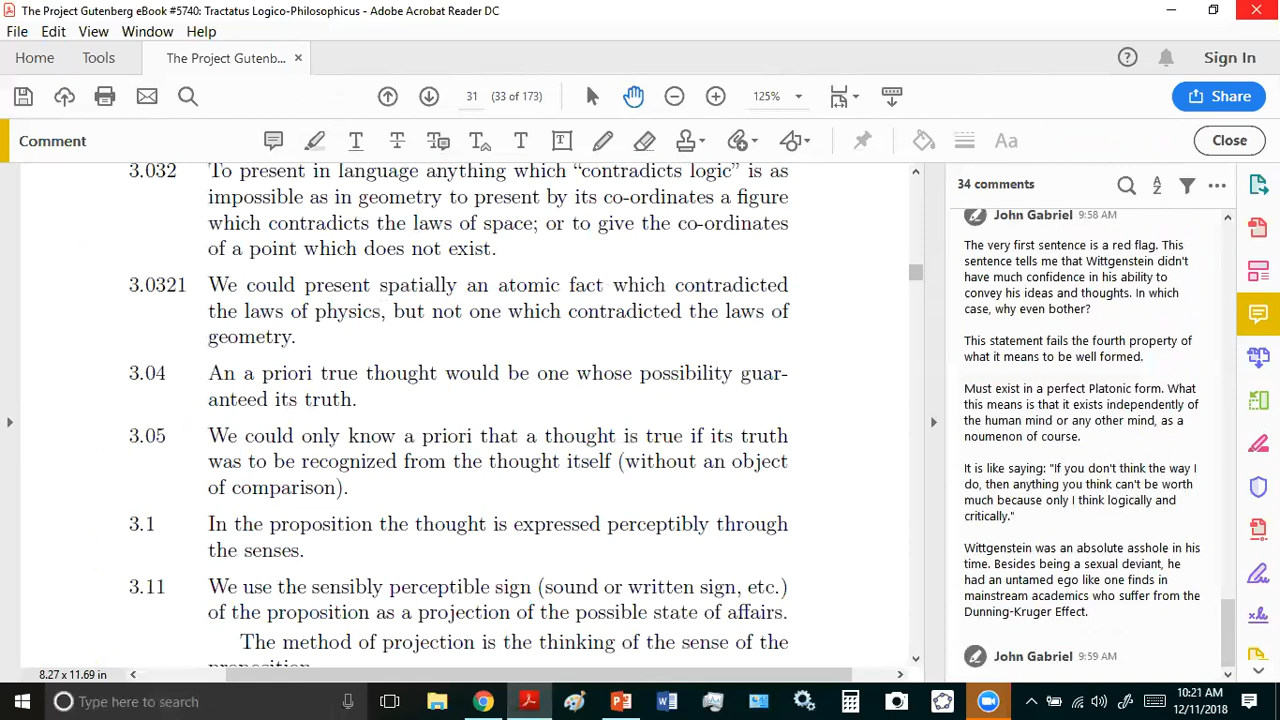 The Project Gutenberg eBook #5740: Tractatus Logico-Philosophicus - Adobe Acrobat Reader DC
File Edit View Window Help
Home Tools The Project Gutenb... × Sign In
31 (33 of 173) 125% Share
Comment Close
3.032 To present in language anything which “contradicts logic” is as
impossible as in geometry to present by its co-ordinates a figure
which contradicts the laws of space; or to give the co-ordinates
of a point which does not exist.
3.0321 We could present spatially an atomic fact which contradicted
the laws of physics, but not one which contradicted the laws of
geometry.
3.04 An a priori true thought would be one whose possibility guar-
anteed its truth.
3.05 We could only know a priori that a thought is true if its truth
was to be recognized from the thought itself (without an object
of comparison).
3.1 In the proposition the thought is expressed perceptibly through
the senses.
3.11 We use the sensibly perceptible sign (sound or written sign, etc.)
of the proposition as a projection of the possible state of affairs.
The method of projection is the thinking of the sense of the
proposition.
8.27 x 11.69 in
34 comments
John Gabriel 9:58 AM
The very first sentence is a red flag. This
sentence tells me that Wittgenstein didn't
have much confidence in his ability to
convey his ideas and thoughts. In which
case, why even bother?
This statement fails the fourth property of
what it means to be well formed.
Must exist in a perfect Platonic form. What
this means is that it exists independently of
the human mind or any other mind, as a
noumenon of course.
It is like saying: "If you don't think the way I
do, then anything you think can't be worth
much because only I think logically and
critically."
Wittgenstein was an absolute asshole in his
time. Besides being a sexual deviant, he
had an untamed ego like one finds in
mainstream academics who suffer from the
Dunning-Kruger Effect.
John Gabriel 9:59 AM
Type here to search
10:21 AM
12/11/2018